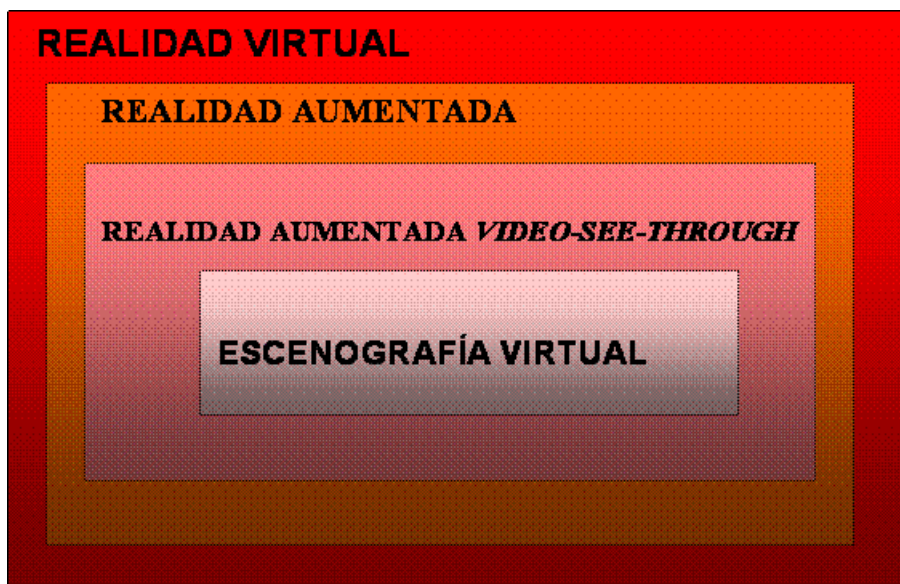 REALIDAD VIRTUAL
REALIDAD AUMENTADA
REALIDAD AUMENTADA VIDEO-SEE-THROUGH
ESCENOGRAFÍA VIRTUAL